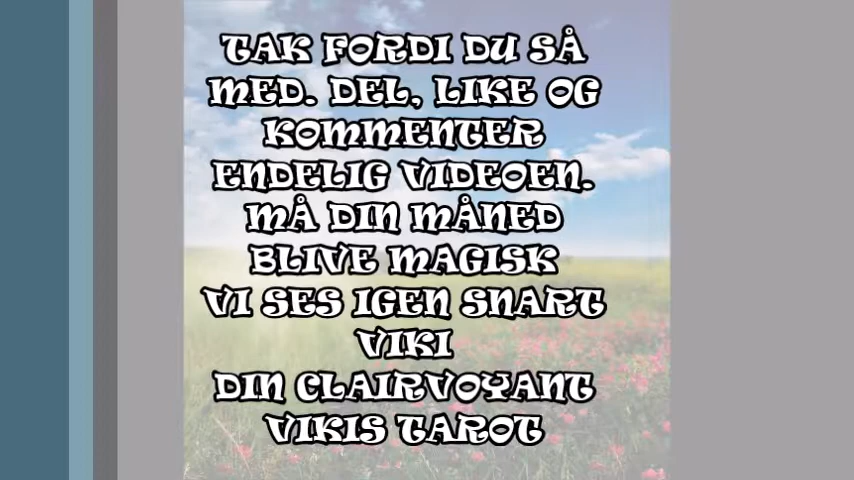 TAK FORDI DU SÅ
MED. DEL, LIKE OG
KOMMENTER
ENDELIG VIDEOEN.
MÅ DIN MÅNED
BLIVE MAGISK
VI SES IGEN SNART
VIKI
DIN CLAIRVOYANT
VIKIS TAROT